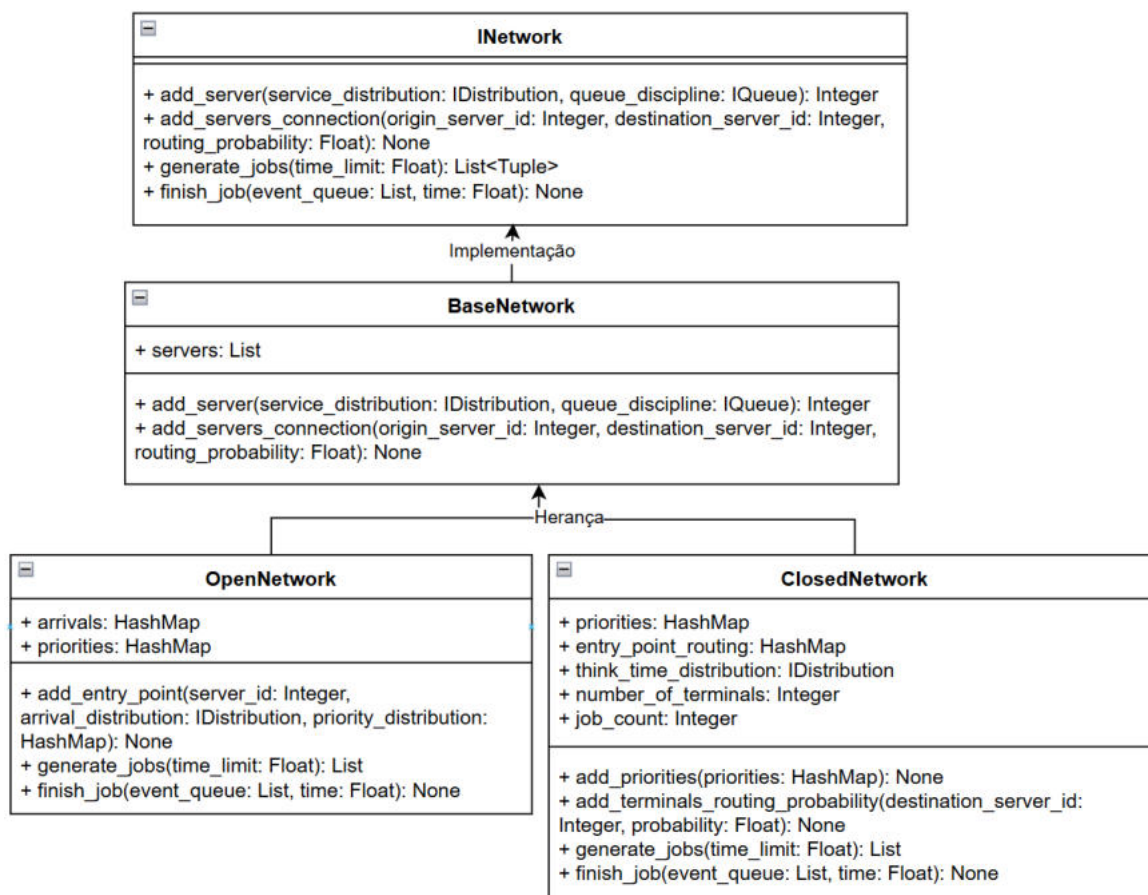 INetwork
+ add_server(service_distribution: IDistribution, queue_discipline: IQueue): Integer
+ add_servers_connection(origin_server_id: Integer, destination_server_id: Integer,
routing_probability: Float): None
+ generate_jobs(time_limit: Float): List<Tuple>
+ finish_job(event_queue: List, time: Float): None
Implementação
BaseNetwork
+ servers: List
+ add_server(service_distribution: IDistribution, queue_discipline: IQueue): Integer
+ add_servers_connection(origin_server_id: Integer, destination_server_id: Integer,
routing_probability: Float): None
Herança
OpenNetwork
+ arrivals: HashMap
+ priorities: HashMap
+ add_entry_point(server_id: Integer,
arrival_distribution: IDistribution, priority_distribution:
HashMap): None
+ generate_jobs(time_limit: Float): List
+ finish_job(event_queue: List, time: Float): None
ClosedNetwork
+ priorities: HashMap
+ entry_point_routing: HashMap
+ think_time_distribution: IDistribution
+ number_of_terminals: Integer
+ job_count: Integer
+ add_priorities(priorities: HashMap): None
+ add_terminals_routing_probability(destination_server_id:
Integer, probability: Float): None
+ generate_jobs(time_limit: Float): List
+ finish_job(event_queue: List, time: Float): None